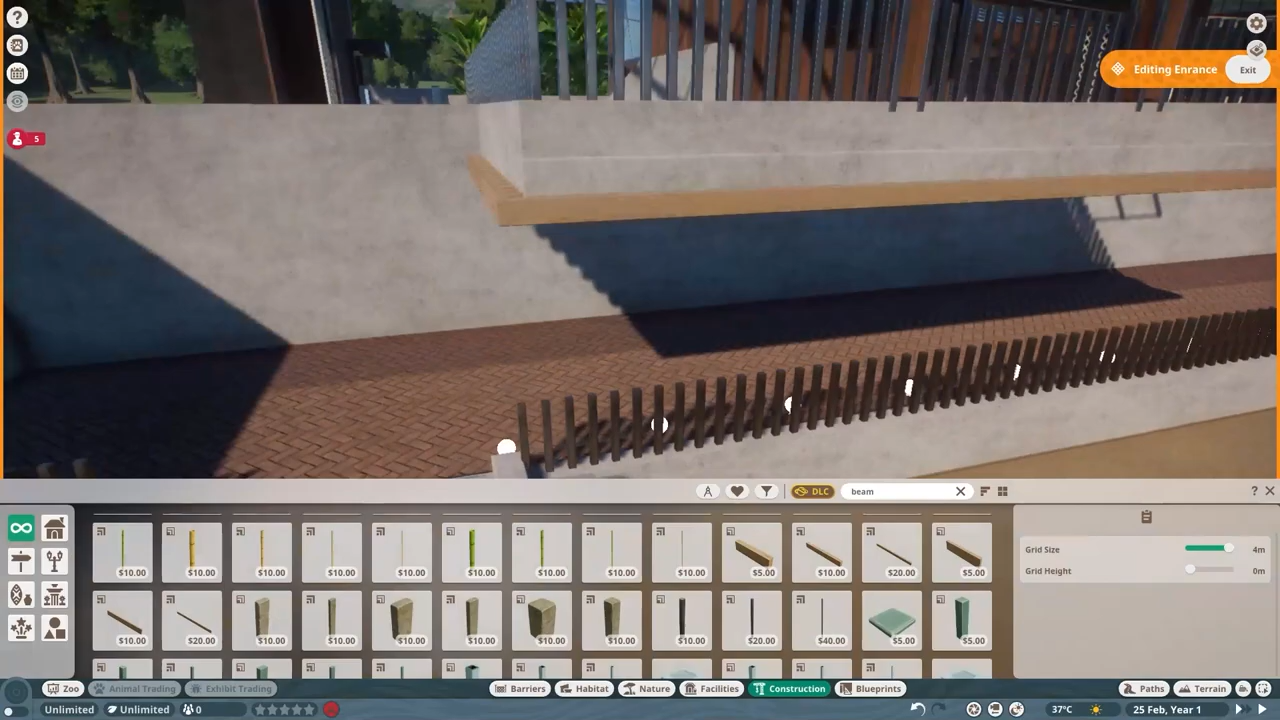 ?
Editing Enrance Exit
5
DLC beam
? 
$10.00 $10.00 $10.00 $10.00 $10.00 $10.00 $10.00 $10.00 $10.00 $5.00 $10.00 $20.00 $5.00
Grid Size 4m
Grid Height 0m
$10.00 $20.00 $10.00 $10.00 $10.00 $10.00 $10.00 $10.00 $10.00 $20.00 $40.00 $5.00 $5.00
Zoo Animal Trading Exhibit Trading Barriers Habitat Nature Facilities Construction Blueprints Paths Terrain
Unlimited Unlimited 0 37°C 25 Feb, Year 1